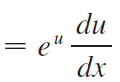 = e^u du/dx